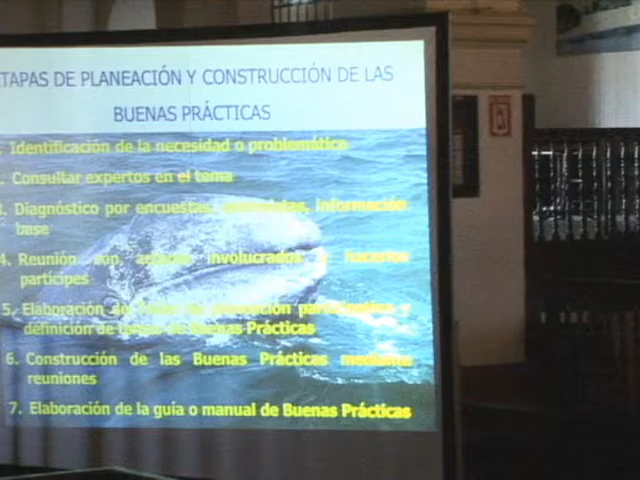 TAPAS DE PLANEACIÓN Y CONSTRUCCIÓN DE LAS
BUENAS PRÁCTICAS
Identificación de la necesidad o problemática
Consultar expertos en el tema
Diagnóstico por encuestas, información
base
4. Reunión con actores involucrados y hacerlos
partícipes
5. Elaboración de y
definición de Buenas Prácticas
6. Construcción de las Buenas Prácticas mediante
reuniones
7. Elaboración de la guía o manual de Buenas Prácticas